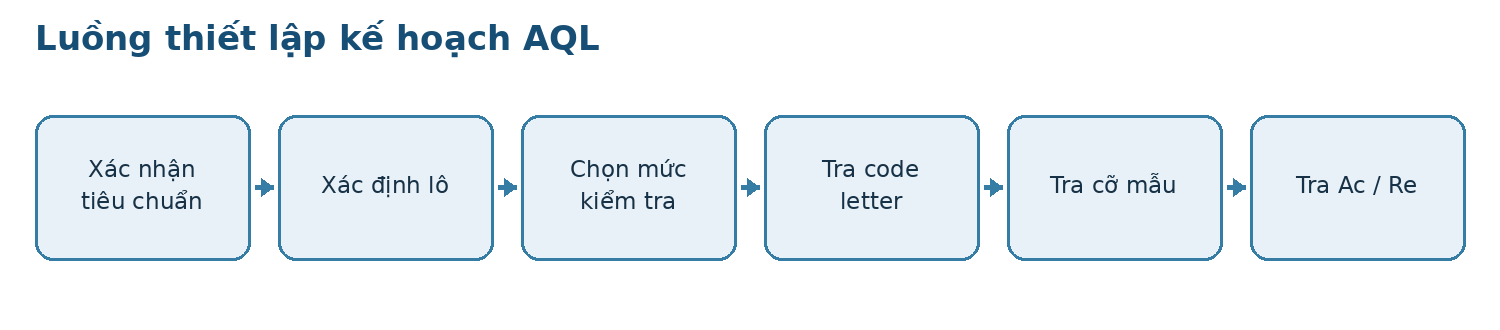 Luồng thiết lập kế hoạch AQL
Xác nhận
tiêu chuẩn
Xác định lô
Chọn mức
kiểm tra
Tra code
letter
Tra cỡ mẫu
Tra Ac / Re